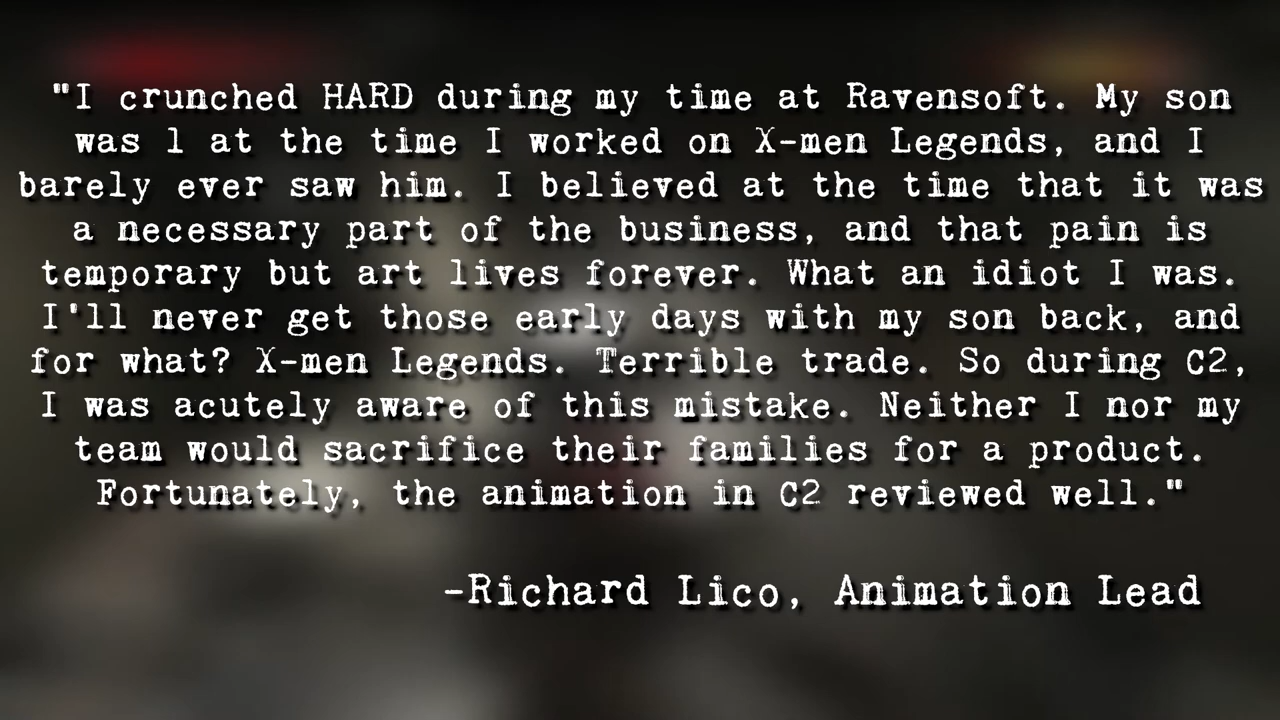 "I crunched HARD during my time at Ravensoft. My son
was 1 at the time I worked on X-men Legends, and I
barely ever saw him. I believed at the time that it was
a necessary part of the business, and that pain is
temporary but art lives forever. What an idiot I was.
I'll never get those early days with my son back, and
for what? X-men Legends. Terrible trade. So during C2,
I was acutely aware of this mistake. Neither I nor my
team would sacrifice their families for a product.
Fortunately, the animation in C2 reviewed well."
-Richard Lico, Animation Lead